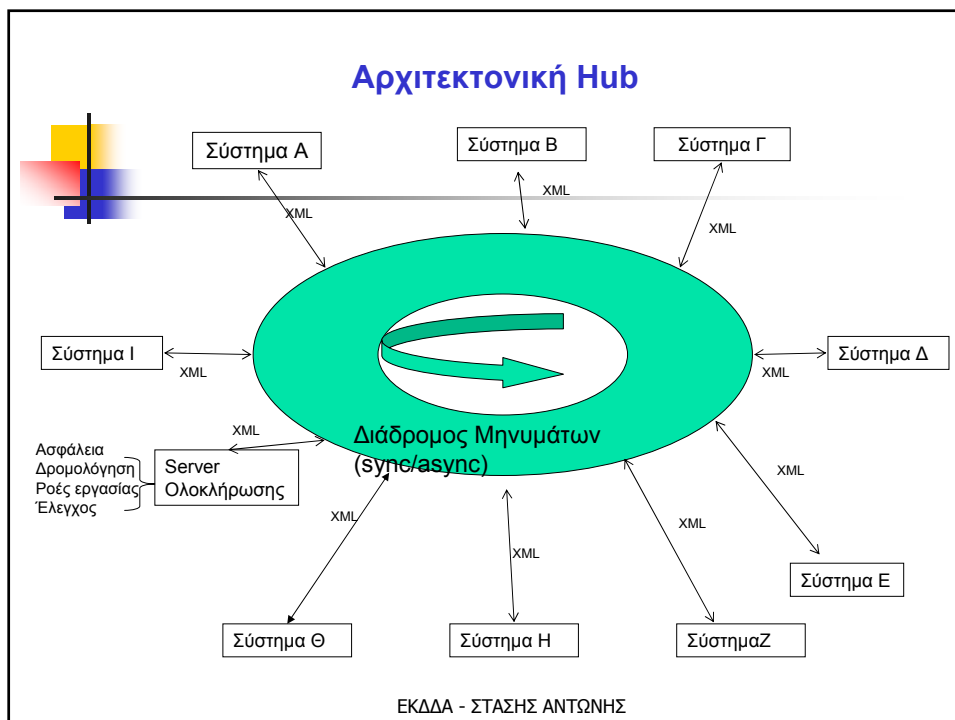 Αρχιτεκτονική Hub
Σύστημα Α
Σύστημα Β
Σύστημα Γ
XML
XML
XML
Σύστημα Ι
Σύστημα Δ
XML
XML
Διάδρομος Μηνυμάτων
(sync/async)
XML
Ασφάλεια
Δρομολόγηση
Ροές εργασίας
Έλεγχος
Server
Ολοκλήρωσης
XML
XML
XML
XML
Σύστημα Ε
Σύστημα Θ
Σύστημα Η
ΣύστημαΖ
ΕΚΔΔΑ - ΣΤΑΣΗΣ ΑΝΤΩΝΗΣ